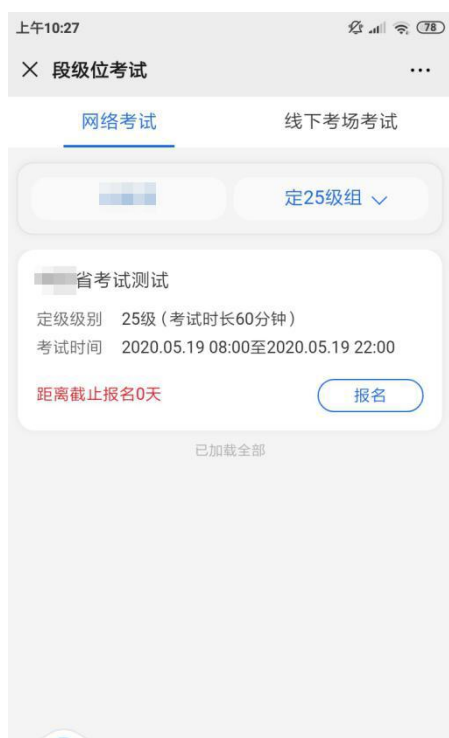 上午10:27
78
段级位考试
网络考试
线下考场考试
定25级组
省考试测试
定级级别 25级(考试时长60分钟)
考试时间 2020.05.19 08:00至2020.05.19 22:00
距离截止报名0天
报名
已加载全部